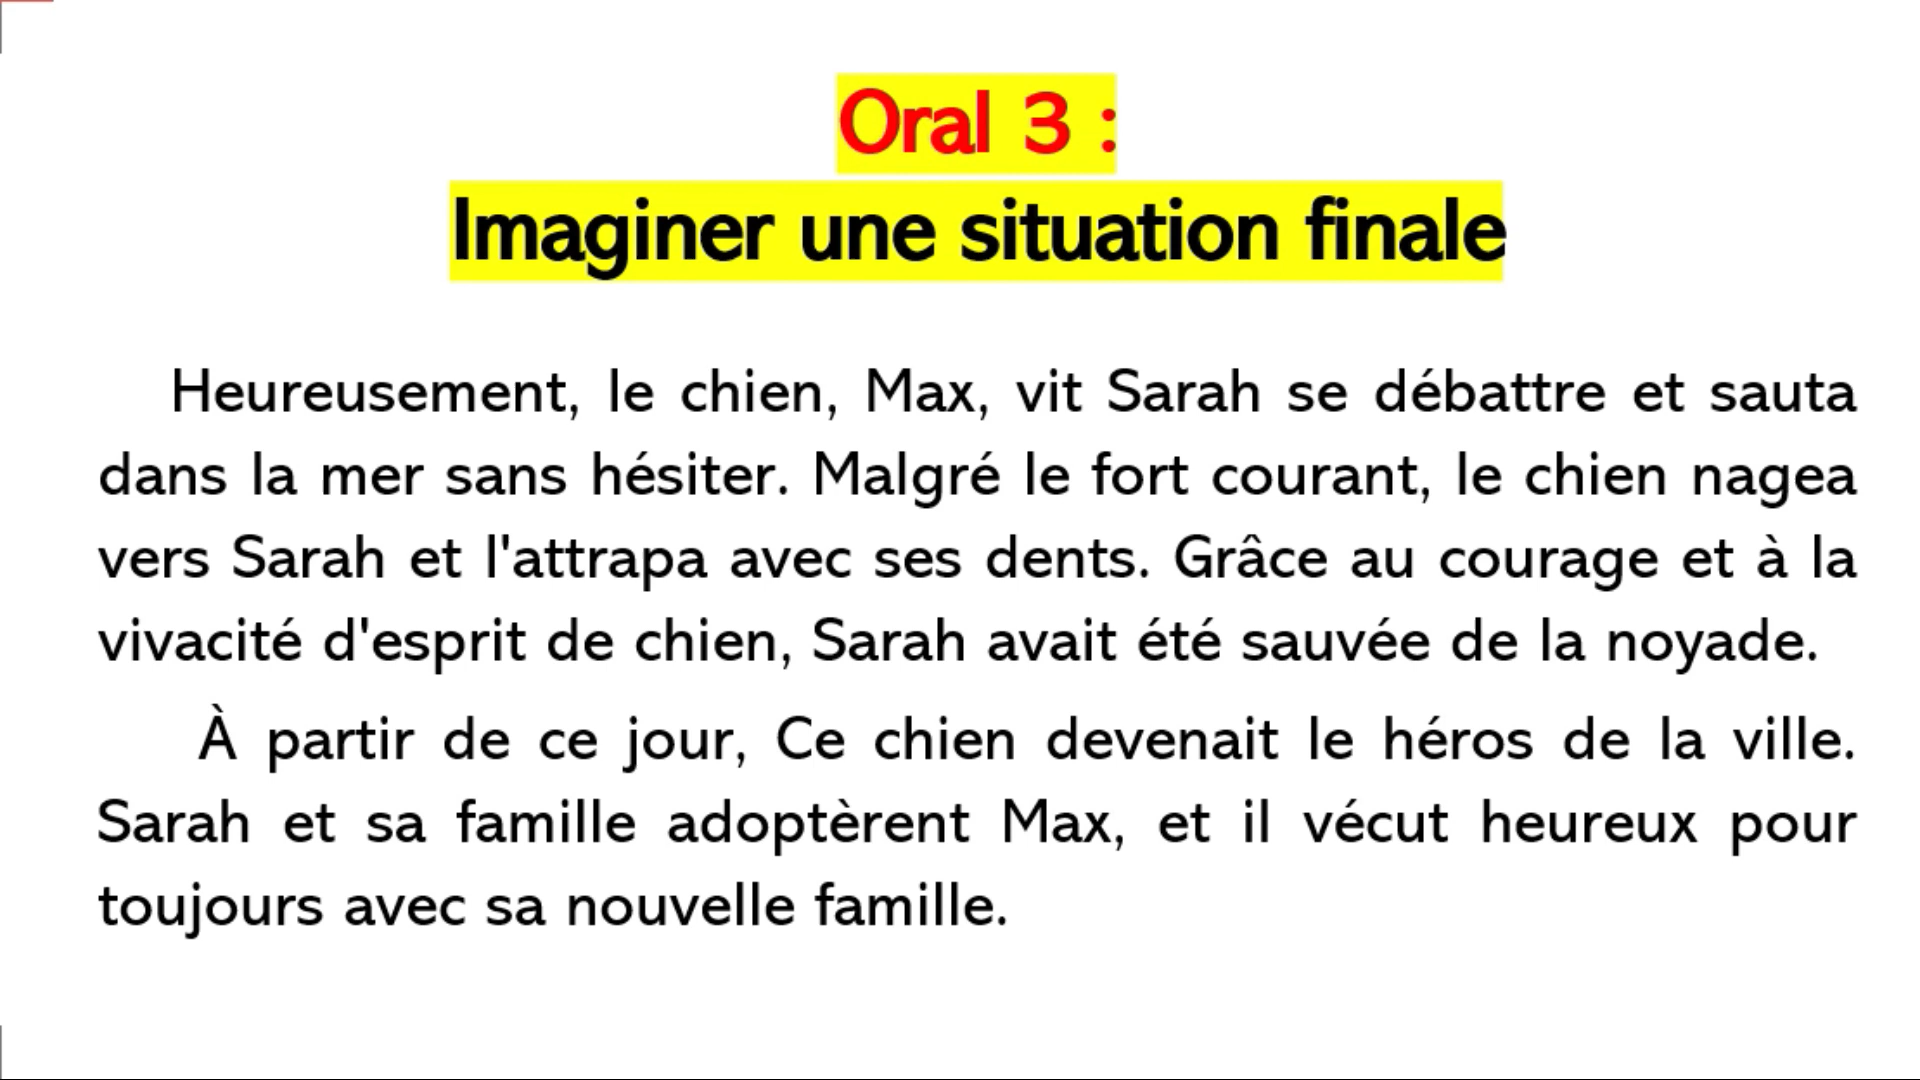 Oral 3 :
Imaginer une situation finale
Heureusement, le chien, Max, vit Sarah se débattre et sauta
dans la mer sans hésiter. Malgré le fort courant, le chien nagea
vers Sarah et l'attrapa avec ses dents. Grâce au courage et à la
vivacité d'esprit de chien, Sarah avait été sauvée de la noyade.
À partir de ce jour, Ce chien devenait le héros de la ville.
Sarah et sa famille adoptèrent Max, et il vécut heureux pour
toujours avec sa nouvelle famille.